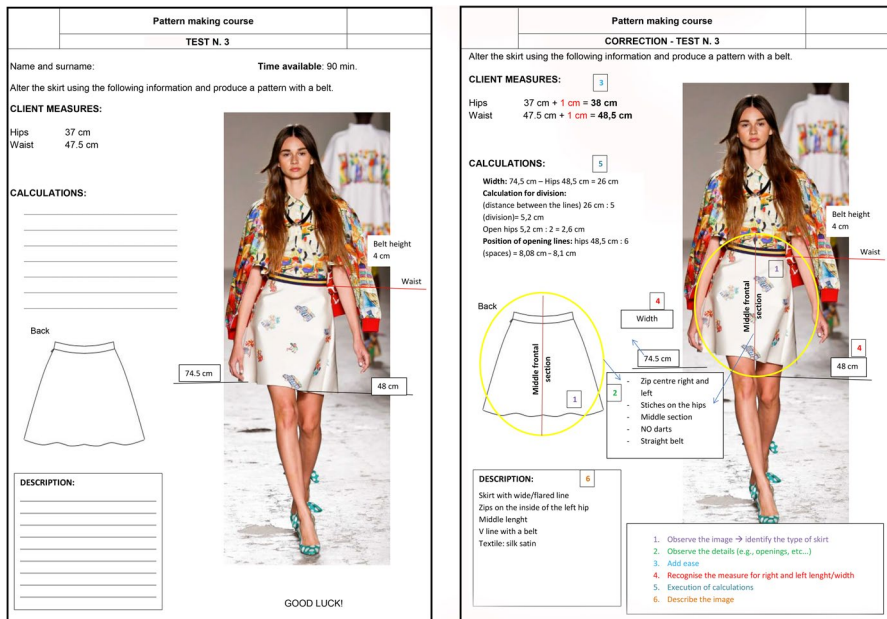 Pattern making course
TEST N. 3
Name and surname: Time available: 90 min.
Alter the skirt using the following information and produce a pattern with a belt.
CLIENT MEASURES:
Hips 37 cm
Waist 47.5 cm
CALCULATIONS:
Belt height
4 cm
Waist
Back
74.5 cm
48 cm
DESCRIPTION:
GOOD LUCK!
Pattern making course
CORRECTION - TEST N. 3
Alter the skirt using the following information and produce a pattern with a belt.
CLIENT MEASURES: 3
Hips 37 cm + 1 cm = 38 cm
Waist 47.5 cm + 1 cm = 48,5 cm
CALCULATIONS: 5
Width: 74,5 cm – Hips 48,5 cm = 26 cm
Calculation for division:
(distance between the lines) 26 cm : 5
(division)= 5,2 cm
Open hips 5,2 cm : 2 = 2,6 cm
Position of opening lines: hips 48,5 cm : 6
(spaces) = 8,08 cm – 8,1 cm
Belt height
4 cm
Waist
1
Middle frontal
section
Back
4
Width
74.5 cm
4
48 cm
Middle frontal
section
1
2
- Zip centre right and
left
- Stiches on the hips
- Middle section
- NO darts
- Straight belt
DESCRIPTION: 6
Skirt with wide/flared line
Zips on the inside of the left hip
Middle lenght
V line with a belt
Textile: silk satin
1. Observe the image → identify the type of skirt
2. Observe the details (e.g., openings, etc…)
3. Add ease
4. Recognise the measure for right and left lenght/width
5. Execution of calculations
6. Describe the image